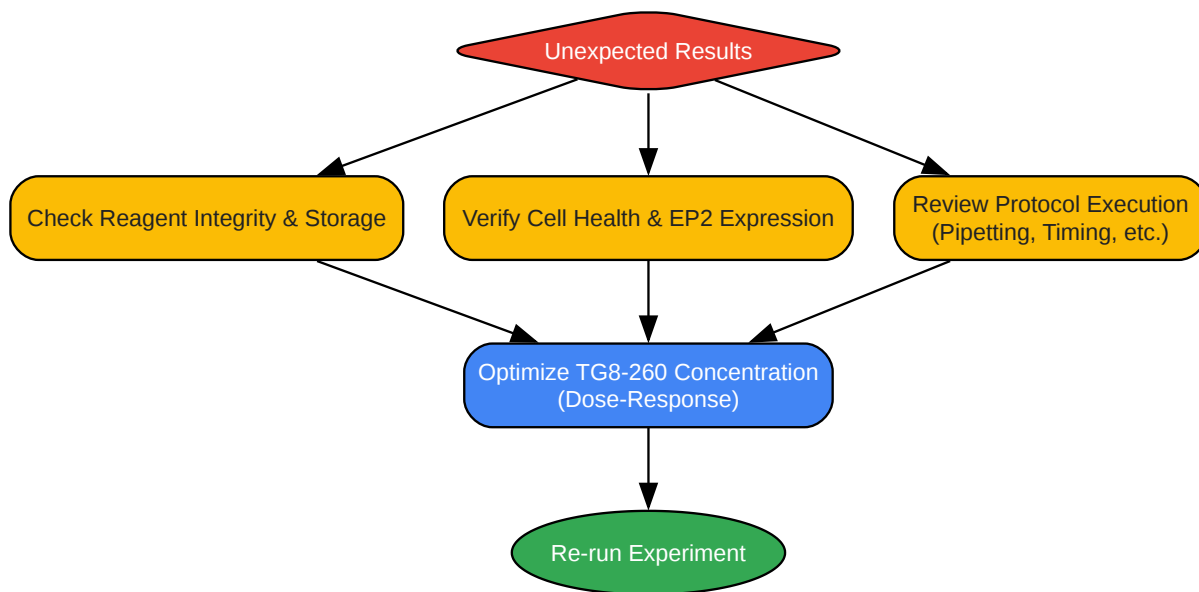 Unexpected Results
Check Reagent Integrity & Storage
Verify Cell Health & EP2 Expression
Review Protocol Execution
(Pipetting, Timing, etc.)
Optimize TG8-260 Concentration
(Dose-Response)
Re-run Experiment